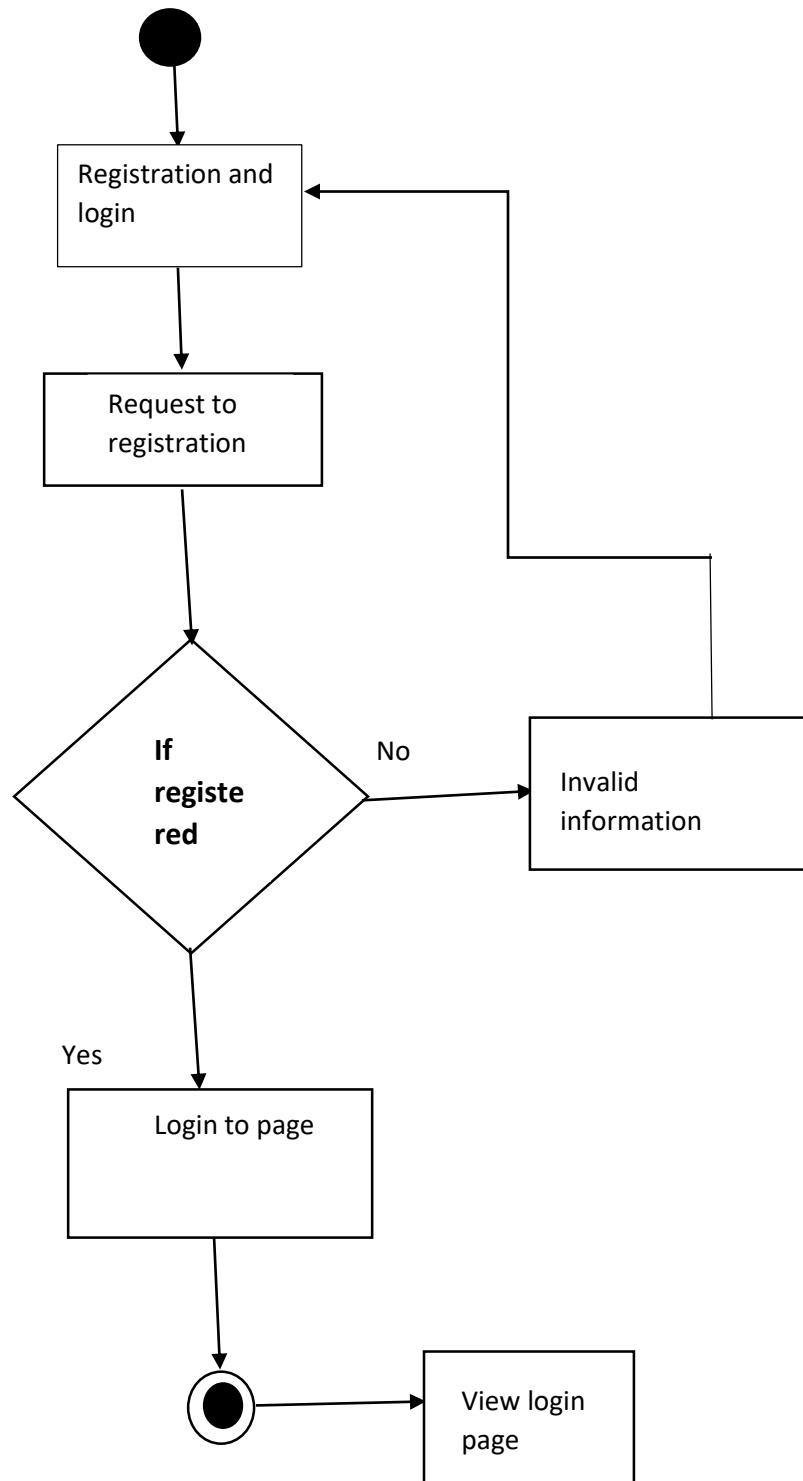 Registration and
login
Request to
registration
If
registe
red
No
Invalid
information
Yes
Login to page
View login
page